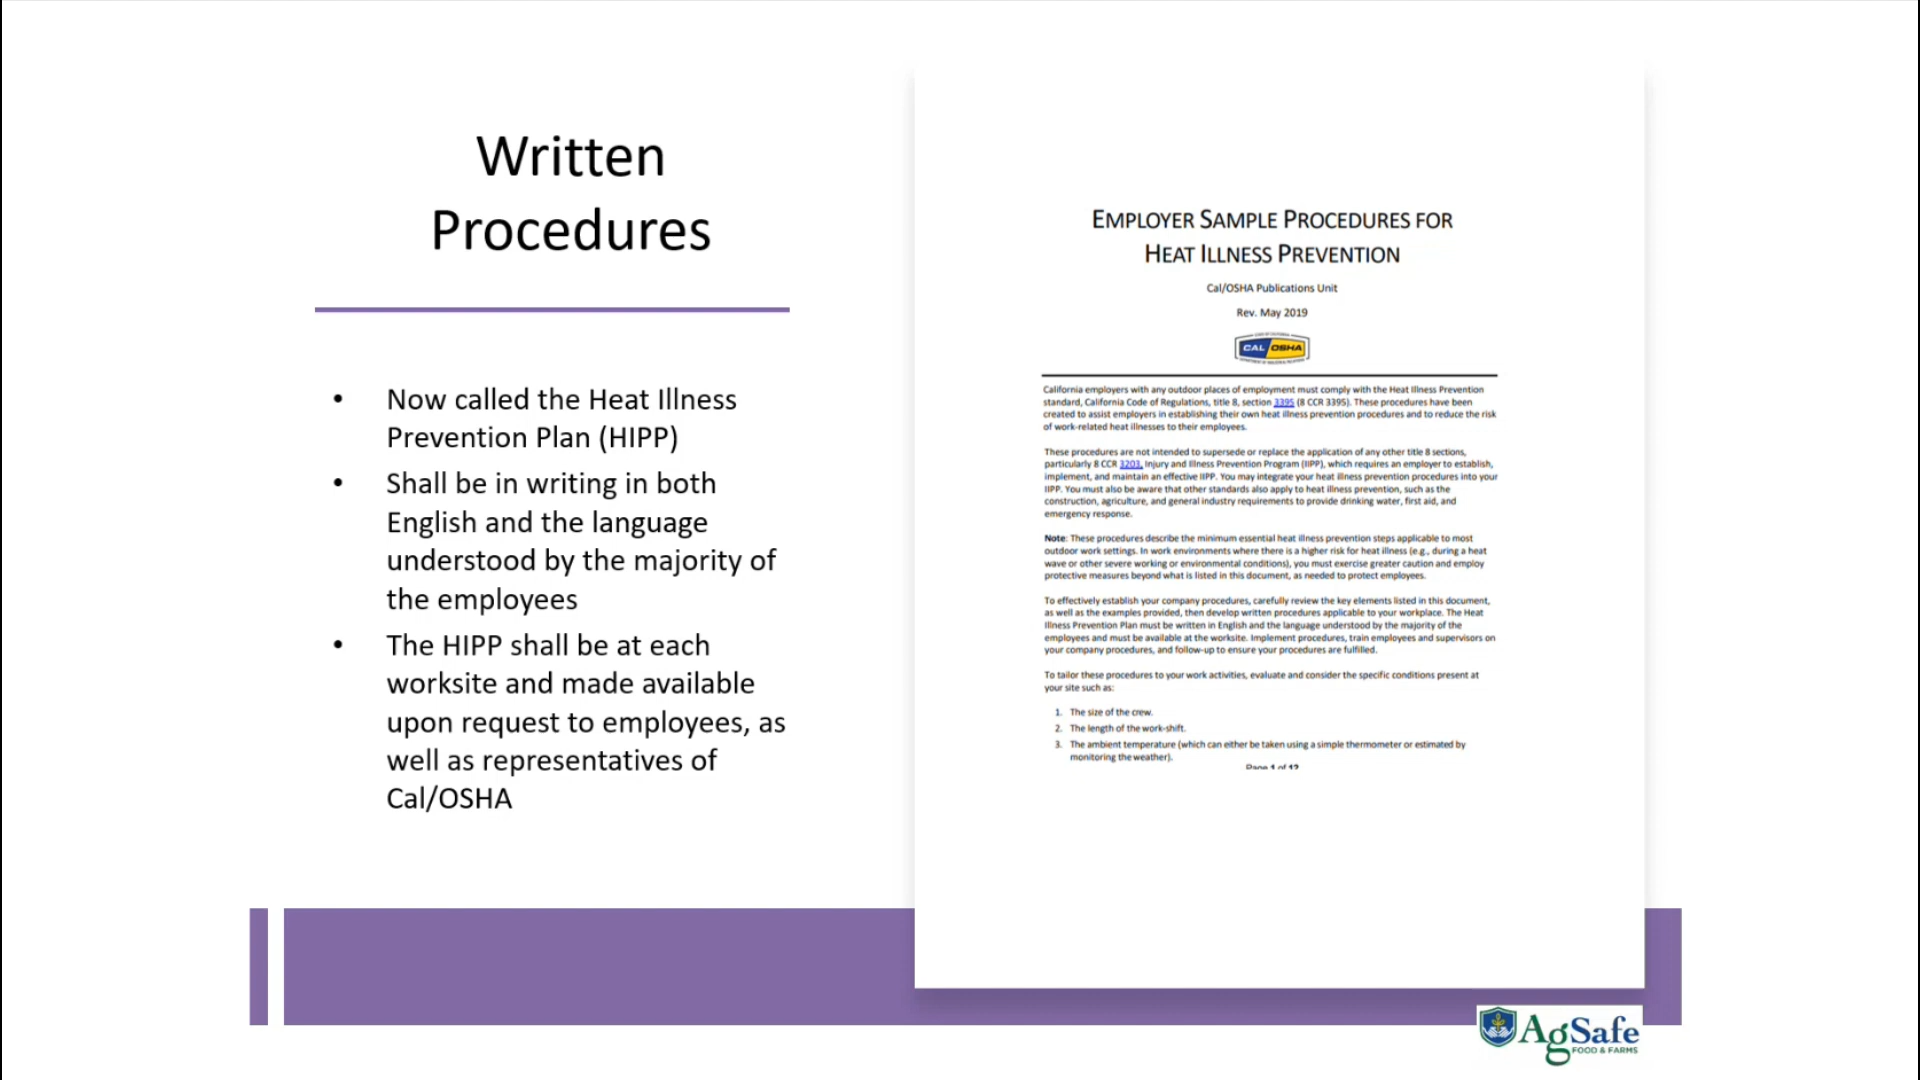 Written
Procedures
• Now called the Heat Illness
Prevention Plan (HIPP)
• Shall be in writing in both
English and the language
understood by the majority of
the employees
• The HIPP shall be at each
worksite and made available
upon request to employees, as
well as representatives of
Cal/OSHA
EMPLOYER SAMPLE PROCEDURES FOR
HEAT ILLNESS PREVENTION
Cal/OSHA Publications Unit
Rev. May 2019
CAL OSHA
California employers with any outdoor places of employment must comply with the Heat Illness Prevention
standard, California Code of Regulations, title 8, section 3395 (8 CCR 3395). These procedures have been
created to assist employers in establishing their own heat illness prevention procedures and to reduce the risk
of work-related heat illnesses to their employees.
These procedures are not intended to supersede or replace the application of any other title 8 sections,
particularly 8 CCR 3203, Injury and Illness Prevention Program (IIPP), which requires an employer to establish,
implement, and maintain an effective IIPP. You may integrate your heat illness prevention procedures into your
IIPP. You must also be aware that other standards also apply to heat illness prevention, such as the
construction, agriculture, and general industry requirements to provide drinking water, first aid, and
emergency response.
Note: These procedures describe the minimum essential heat illness prevention steps applicable to most
outdoor work settings. In work environments where there is a higher risk for heat illness (e.g., during a heat
wave or other severe working or environmental conditions), you must exercise greater caution and employ
protective measures beyond what is listed in this document, as needed to protect employees.
To effectively establish your company procedures, carefully review the key elements listed in this document,
as well as the examples provided, then develop written procedures applicable to your workplace. The Heat
Illness Prevention Plan must be written in English and the language understood by the majority of the
employees and must be available at the worksite. Implement procedures, train employees and supervisors on
your company procedures, and follow-up to ensure your procedures are fulfilled.
To tailor these procedures to your work activities, evaluate and consider the specific conditions present at
your site such as:
1. The size of the crew.
2. The length of the work-shift.
3. The ambient temperature (which can either be taken using a simple thermometer or estimated by
monitoring the weather).
Page 1 of 12
AgSafe
FOOD & FARMS